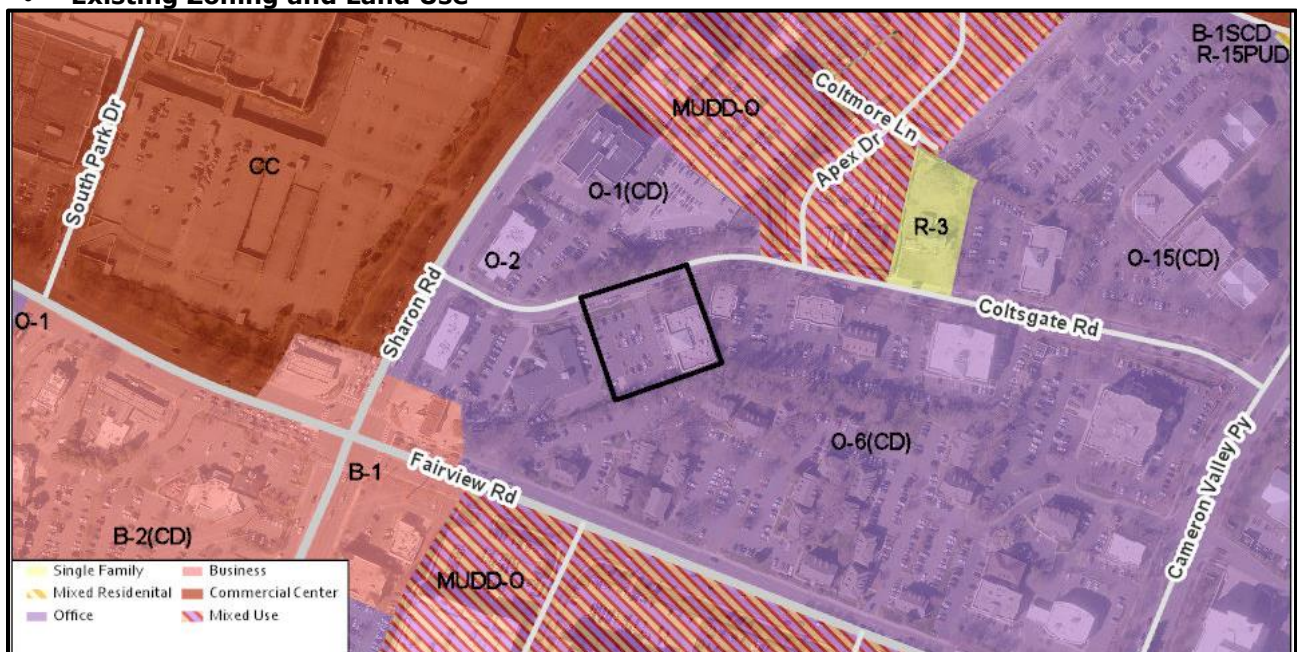 • Existing Zoning and Land Use
B-1SCD
R-15PUD
South Park Dr
CC
MUDD-O
Coltmore Ln
Apex Dr
O-1(CD)
R-3
O-2
O-15(CD)
Sharon Rd
Coltsgate Rd
O-1
O-6(CD)
B-1
Fairview Rd
Cameron Valley Py
B-2(CD)
MUDD-O
Single Family
Business
Mixed Residenital
Commercial Center
Office
Mixed Use